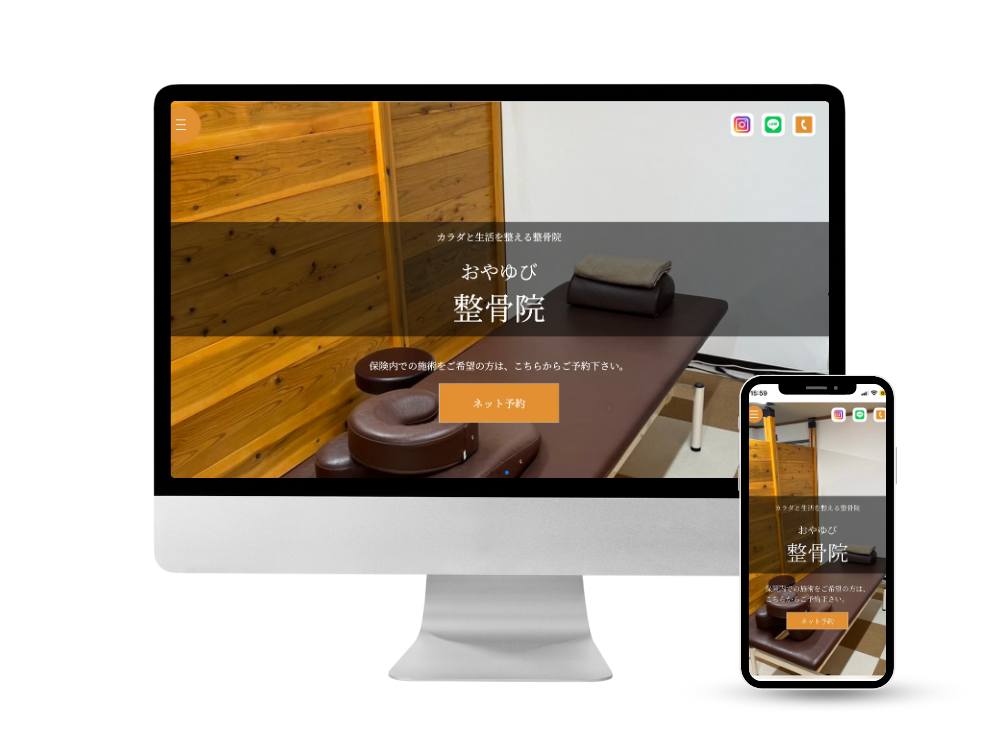 カラダと生活を整える整骨院
おやゆび
整骨院
保険内での施術をご希望の方は、こちらからご予約下さい。
ネット予約
15:59
カラダと生活を整える整骨院
おやゆび
整骨院
保険内での施術をご希望の方は、
こちらからご予約下さい。
ネット予約